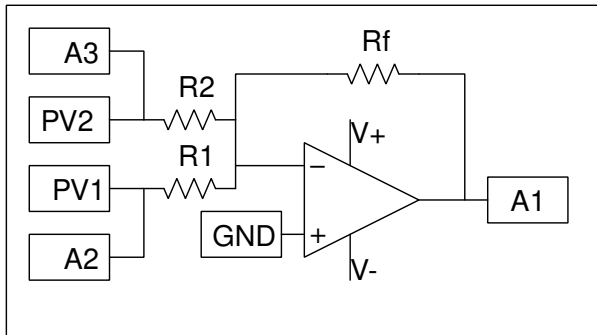 A3
Rf
R2
PV2
V+
R1
−
PV1
A1
GND
+
A2
V-